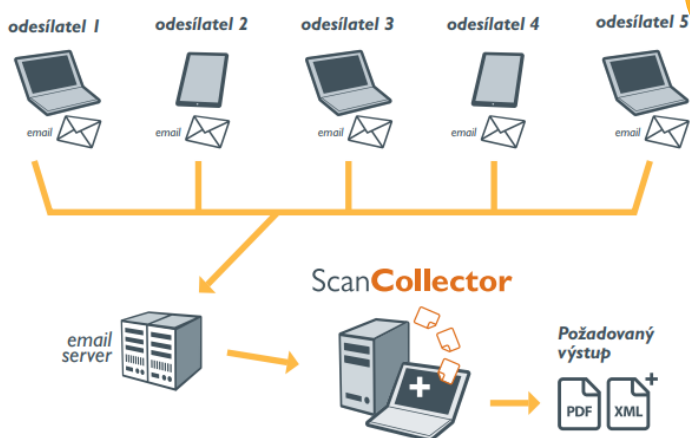 odesílatel 1
odesílatel 2
odesílatel 3
odesílatel 4
odesílatel 5
email
email
email
email
email
ScanCollector
email
server
Požadovaný
výstup
PDF
XML
+
+